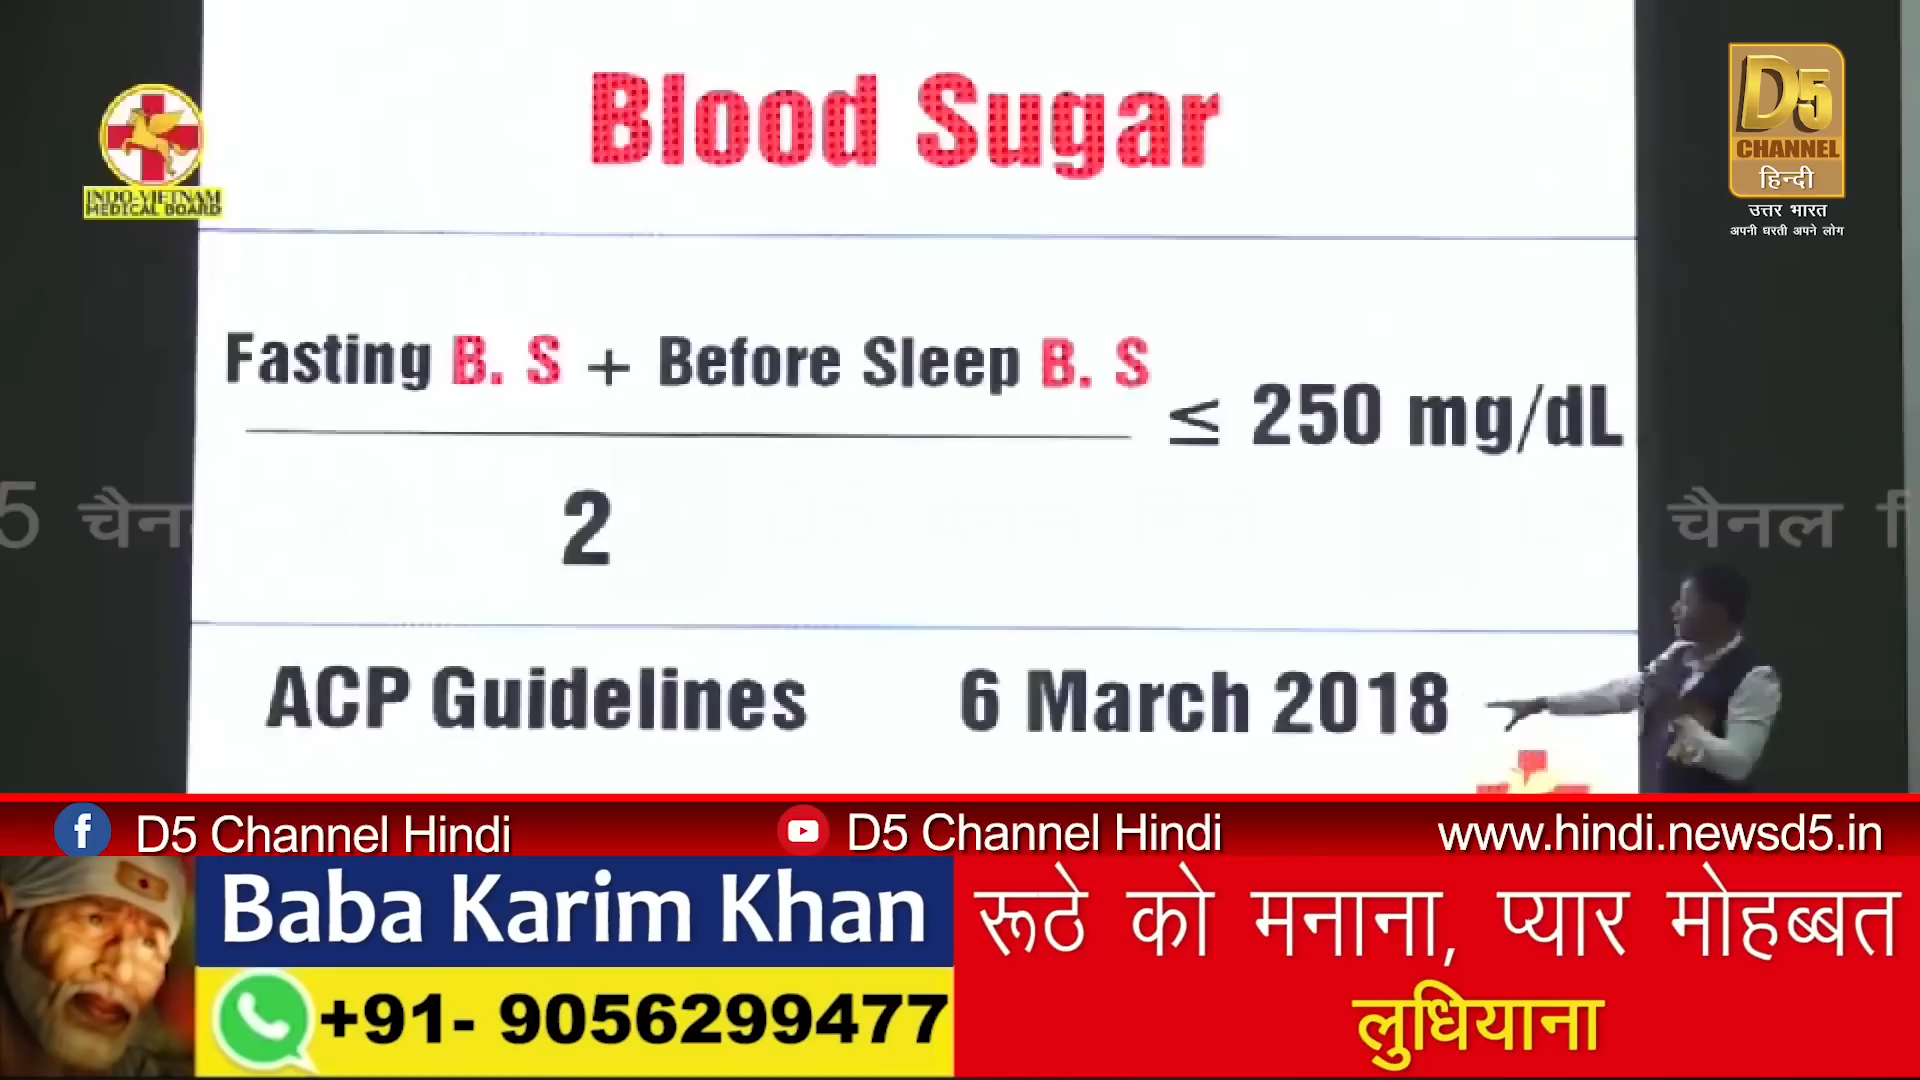 Blood Sugar
INDO-VIETNAM
MEDICAL BOARD
D5
CHANNEL
हिन्दी
उत्तर भारत
अपनी धरती अपने लोग
Fasting B. S + Before Sleep B. S
≤ 250 mg/dL
2
5 चैनल
चैनल
ACP Guidelines 6 March 2018
D5 Channel Hindi
D5 Channel Hindi
www.hindi.newsd5.in
Baba Karim Khan
+91- 9056299477
रूठे को मनाना, प्यार मोहब्बत
लुधियाना